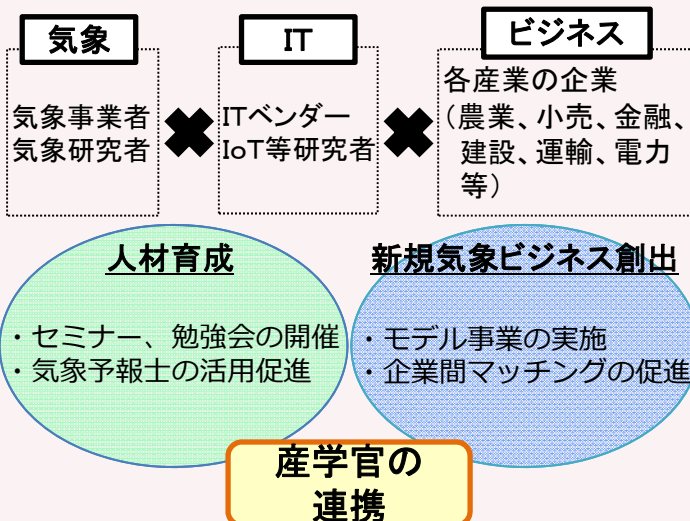 気象
IT
ビジネス
気象事業者
気象研究者
ITベンダー
IoT等研究者
各産業の企業
（農業、小売、金融、
建設、運輸、電力
等）
人材育成
・セミナー、勉強会の開催
・気象予報士の活用促進
新規気象ビジネス創出
・モデル事業の実施
・企業間マッチングの促進
産学官の
連携